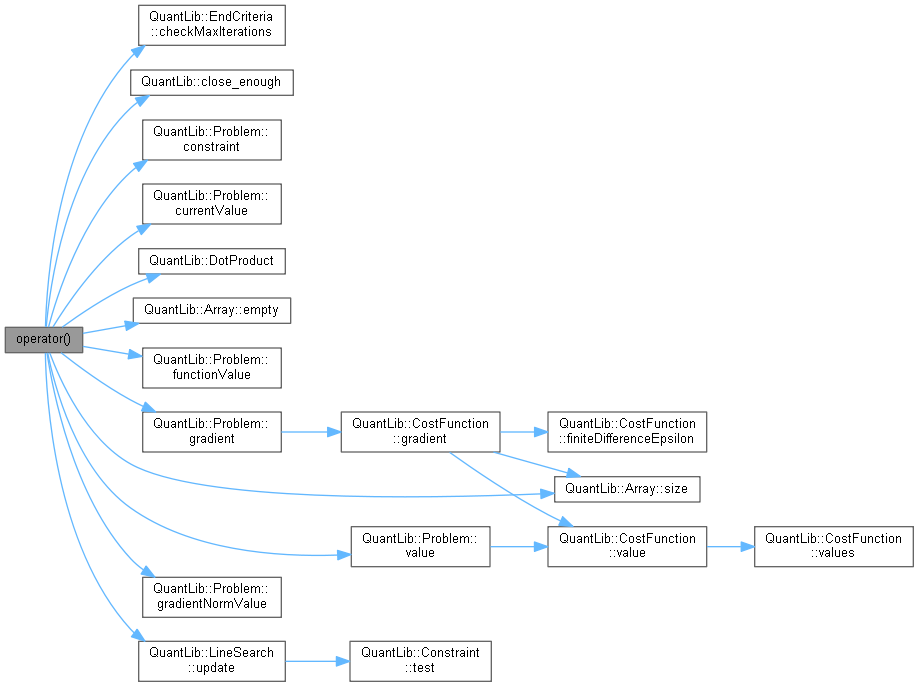 QuantLib::EndCriteria
::checkMaxIterations
QuantLib::close_enough
QuantLib::Problem::
constraint
QuantLib::Problem::
currentValue
QuantLib::DotProduct
QuantLib::Array::empty
operator()
QuantLib::Problem::
functionValue
QuantLib::Problem::
gradient
QuantLib::CostFunction
::gradient
QuantLib::CostFunction
::finiteDifferenceEpsilon
QuantLib::Array::size
QuantLib::Problem::
value
QuantLib::CostFunction
::value
QuantLib::CostFunction
::values
QuantLib::Problem::
gradientNormValue
QuantLib::LineSearch
::update
QuantLib::Constraint
::test